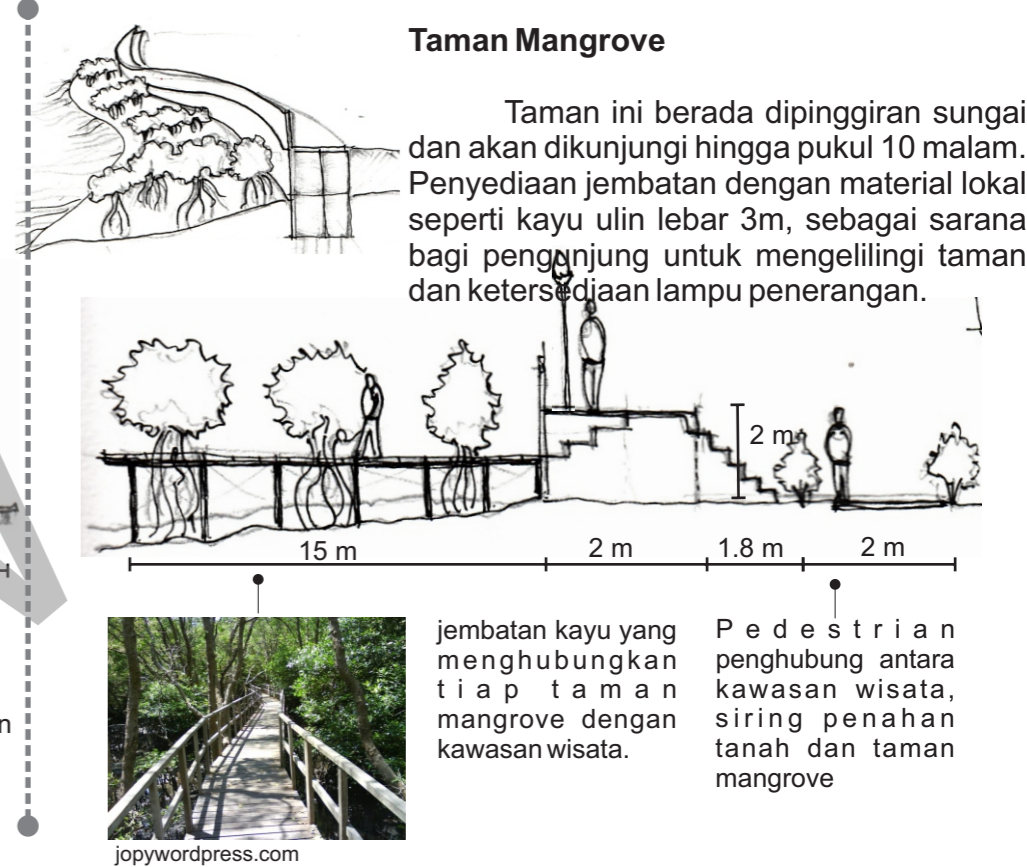 Taman Mangrove
Taman ini berada dipinggiran sungai
dan akan dikunjungi hingga pukul 10 malam.
Penyediaan jembatan dengan material lokal
seperti kayu ulin lebar 3m, sebagai sarana
bagi pengunjung untuk mengelilingi taman
dan ketersediaan lampu penerangan.
2 m
15 m
2 m
1.8 m
2 m
jembatan kayu yang
menghubungkan
tiap taman
mangrove dengan
kawasan wisata.
Pedestrian
penghubung antara
kawasan wisata,
siring penahan
tanah dan taman
mangrove
n
jopywordpress.com